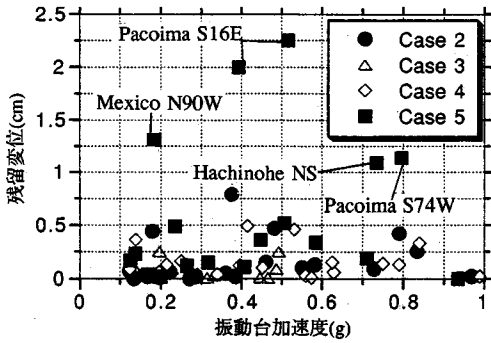 Pacoima S16E
Mexico N90W
Hachinohe NS
Pacoima S74W
Case 2
Case 3
Case 4
Case 5
残留変位(cm)
2.5
2
1.5
1
0.5
0
0
0.2
0.4
0.6
0.8
1
振動台加速度(g)